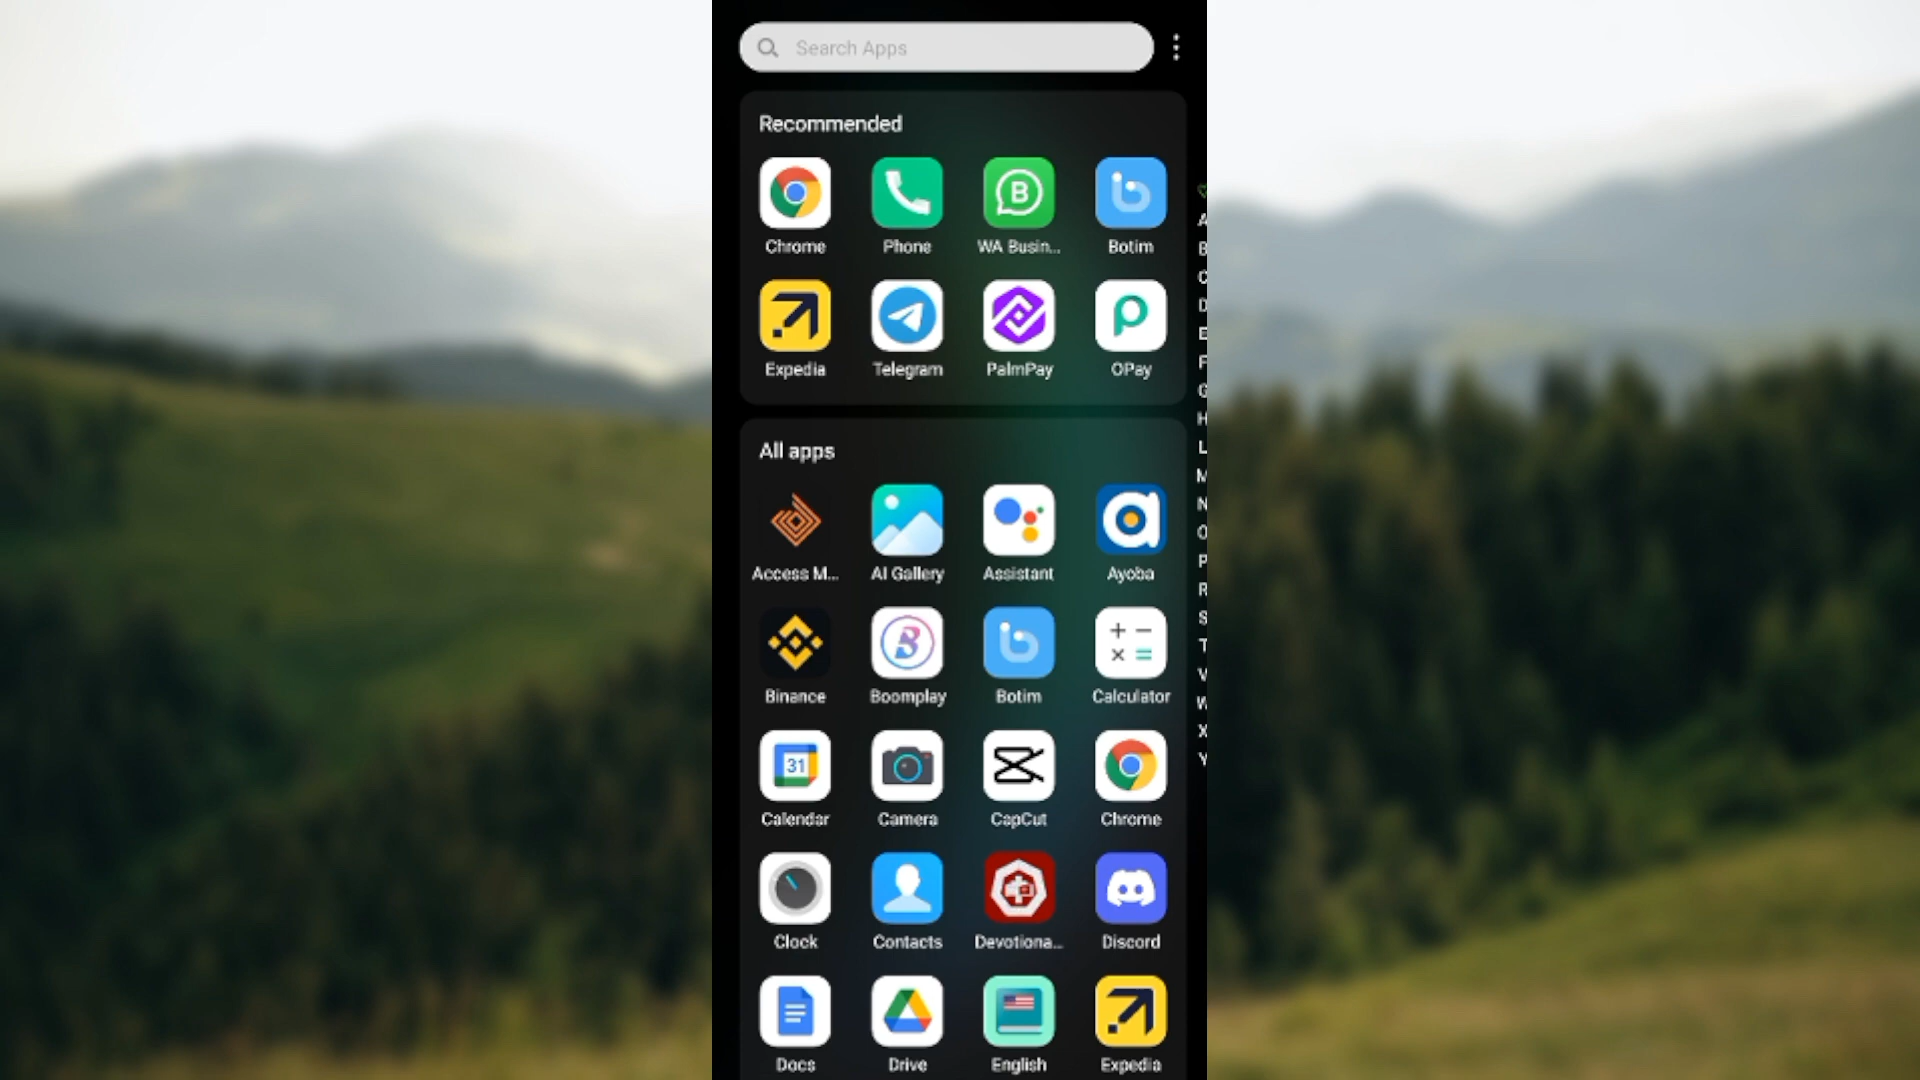 Search Apps
Recommended
Chrome Phone WA Busin... Botim
Expedia Telegram PalmPay OPay
All apps
Access M... AI Gallery Assistant Ayoba
Binance Boomplay Botim Calculator
31
Calendar Camera CapCut Chrome
Clock Contacts Devotiona... Discord
Docs Drive English Expedia
A
B
C
D
E
F
G
H
L
M
N
O
P
R
S
T
V
W
X
Y